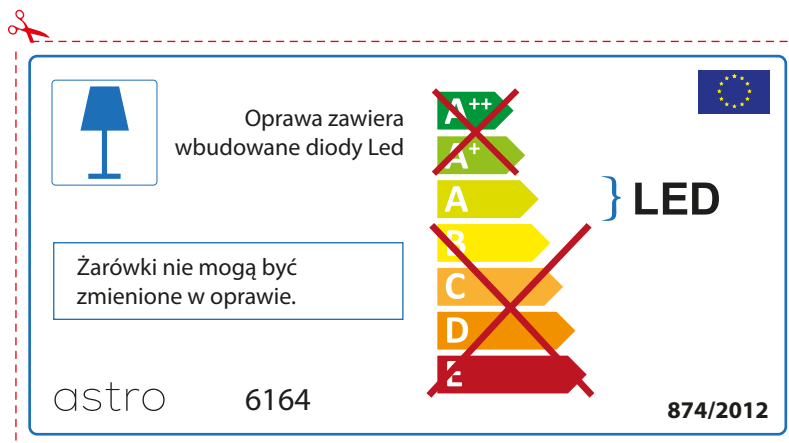 Oprawa zawiera
wbudowane diody Led
A++
A+
A
B
C
D
E
LED
Żarówki nie mogą być
zmienione w oprawie.
astro
6164
874/2012